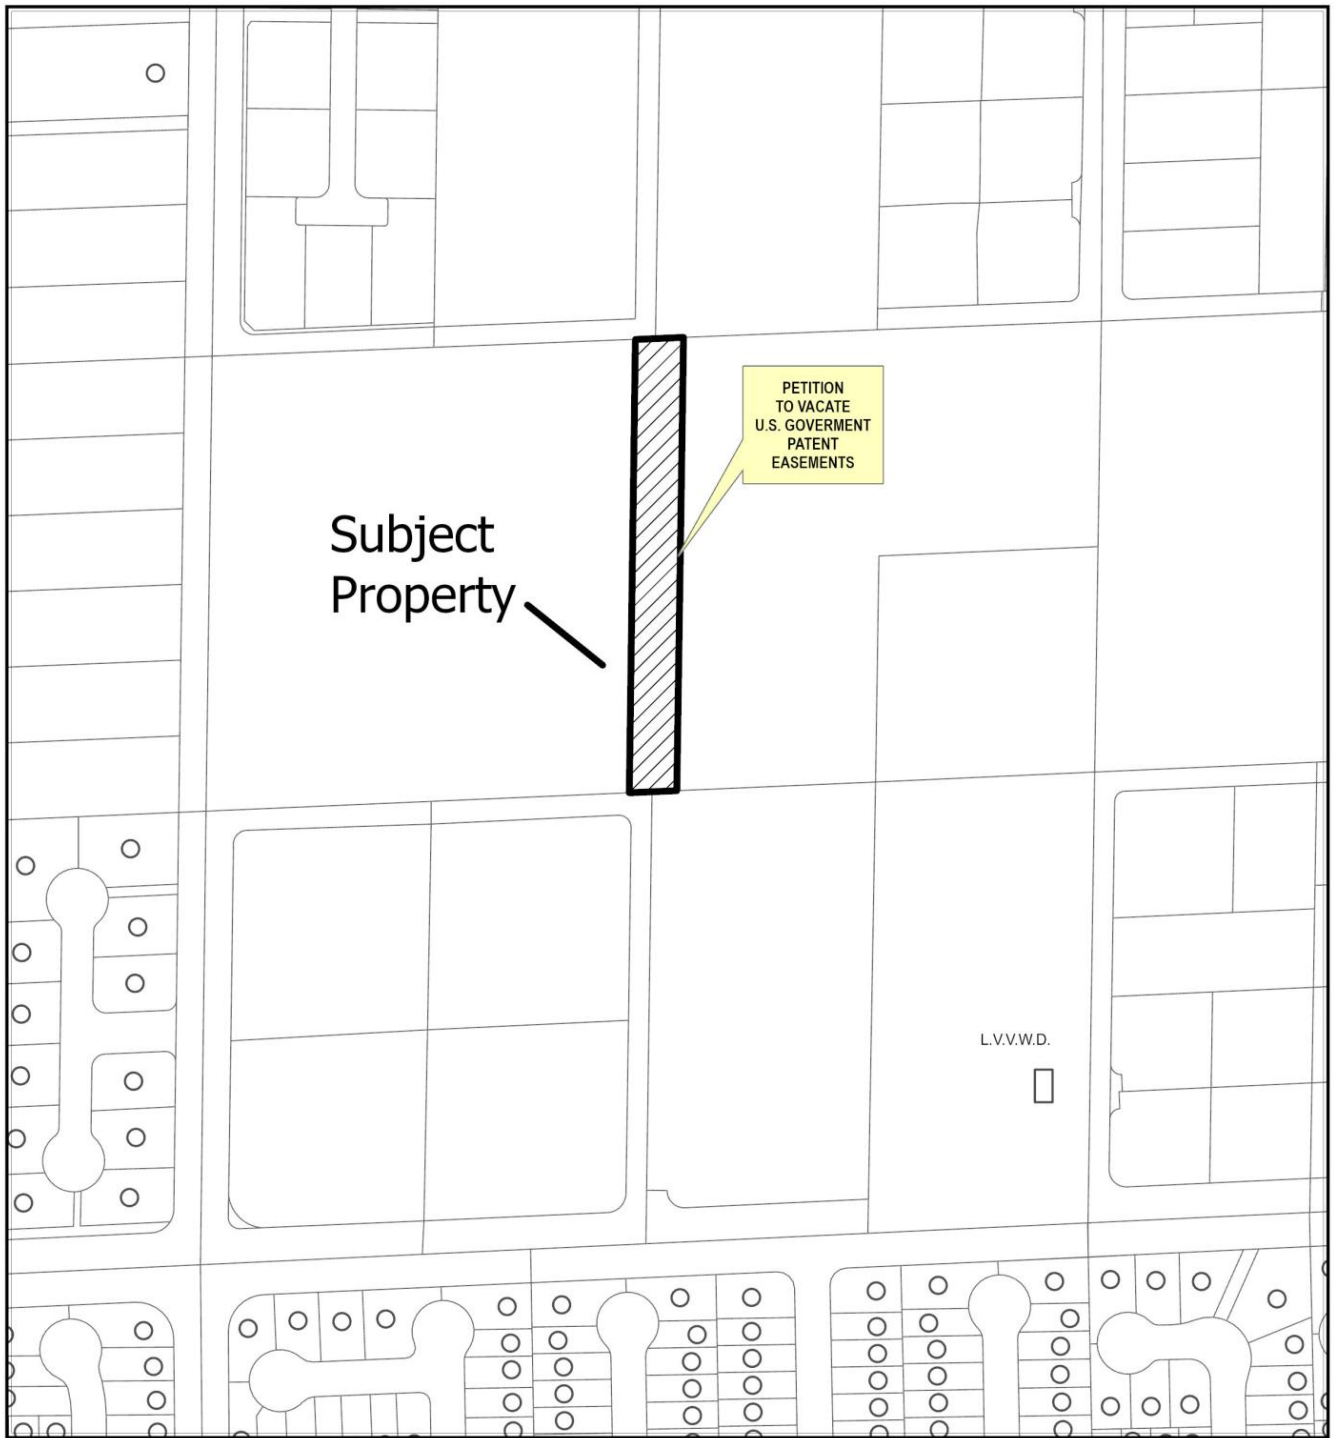 PETITION
TO VACATE
U.S. GOVERMENT
PATENT
EASEMENTS
Subject
Property
L.V.V.W.D.